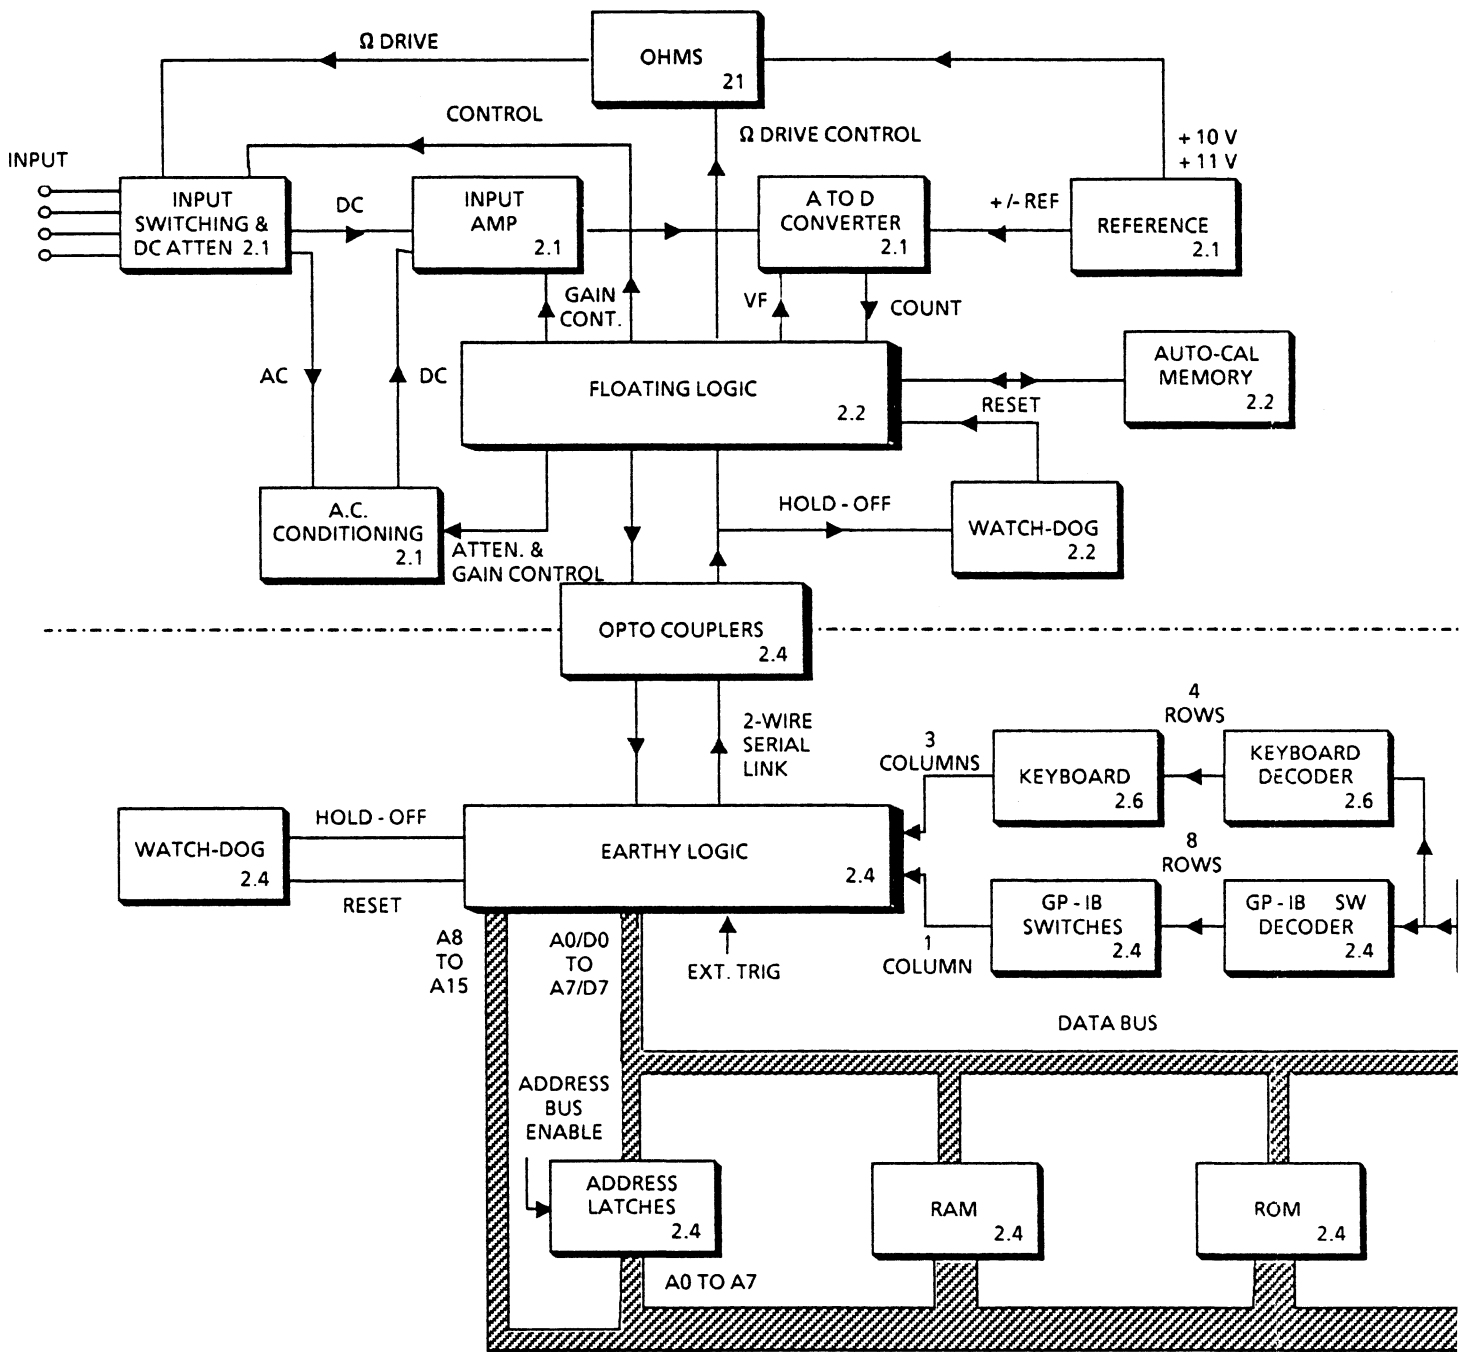 Ω DRIVE
OHMS
21
CONTROL
Ω DRIVE CONTROL
+ 10 V
+ 11 V
INPUT
INPUT
SWITCHING &
DC ATTEN 2.1
DC
INPUT
AMP
2.1
A TO D
CONVERTER
2.1
+/- REF
REFERENCE
2.1
GAIN
CONT.
VF
COUNT
AC
DC
FLOATING LOGIC
2.2
AUTO-CAL
MEMORY
2.2
RESET
A.C.
CONDITIONING
2.1
ATTEN. &
GAIN CONTROL
HOLD - OFF
WATCH-DOG
2.2
OPTO COUPLERS
2.4
2-WIRE
SERIAL
LINK
3
COLUMNS
KEYBOARD
2.6
4
ROWS
KEYBOARD
DECODER
2.6
WATCH-DOG
2.4
HOLD - OFF
RESET
EARTHY LOGIC
2.4
8
ROWS
GP - IB
SWITCHES
2.4
GP - IB SW
DECODER
2.4
1
COLUMN
A8
TO
A15
A0/D0
TO
A7/D7
EXT. TRIG
DATA BUS
ADDRESS
BUS
ENABLE
ADDRESS
LATCHES
2.4
RAM
2.4
ROM
2.4
A0 TO A7